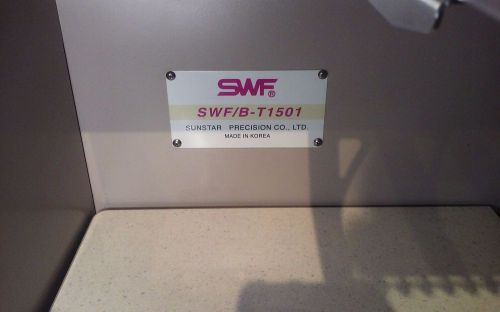 SWF®
SWF/B-T1501
SUNSTAR PRECISION CO., LTD.
MADE IN KOREA